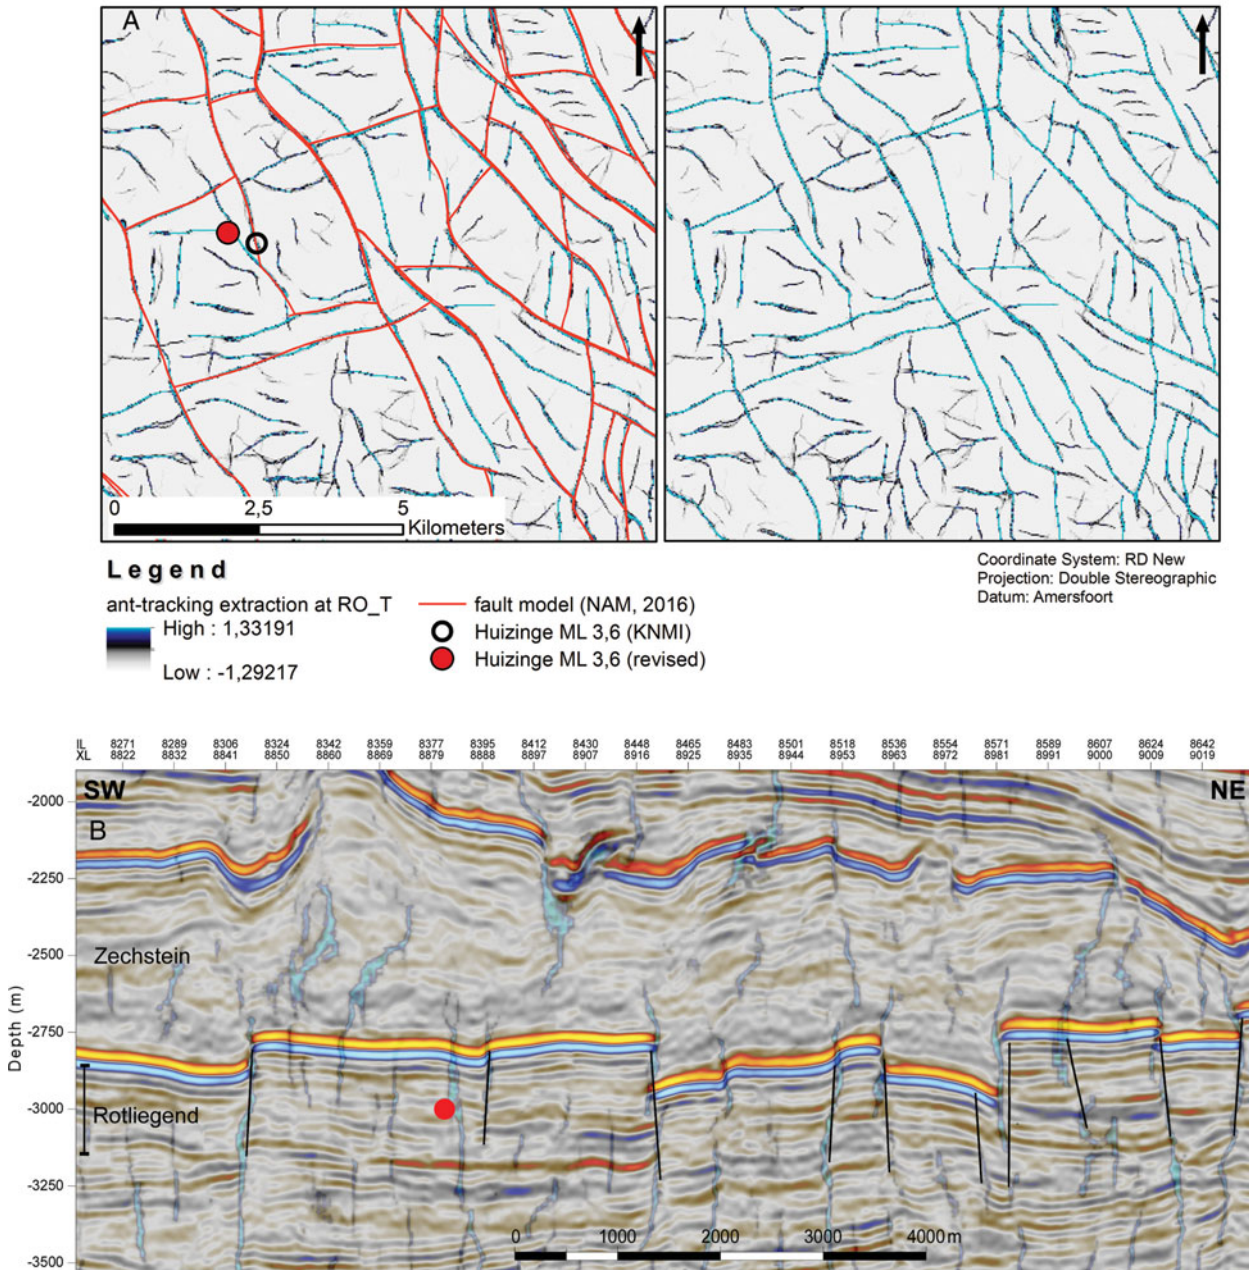 A
0 2,5 5
Kilometers
Legend
ant-tracking extraction at RO_T
High : 1,33191
Low : -1,29217
fault model (NAM, 2016)
Huizinge ML 3,6 (KNMI)
Huizinge ML 3,6 (revised)
Coordinate System: RD New
Projection: Double Stereographic
Datum: Amersfoort
IL 8271 8289 8306 8324 8342 8359 8377 8395 8412 8430 8448 8465 8483 8501 8518 8536 8554 8571 8589 8607 8624 8642
XL 8822 8832 8841 8850 8860 8869 8879 8888 8897 8907 8916 8925 8935 8944 8953 8963 8972 8981 8991 9000 9009 9019
SW NE
B
Depth (m)
-2000
-2250
-2500
-2750
-3000
-3250
-3500
Zechstein
Rotliegend
0 1000 2000 3000 4000 m